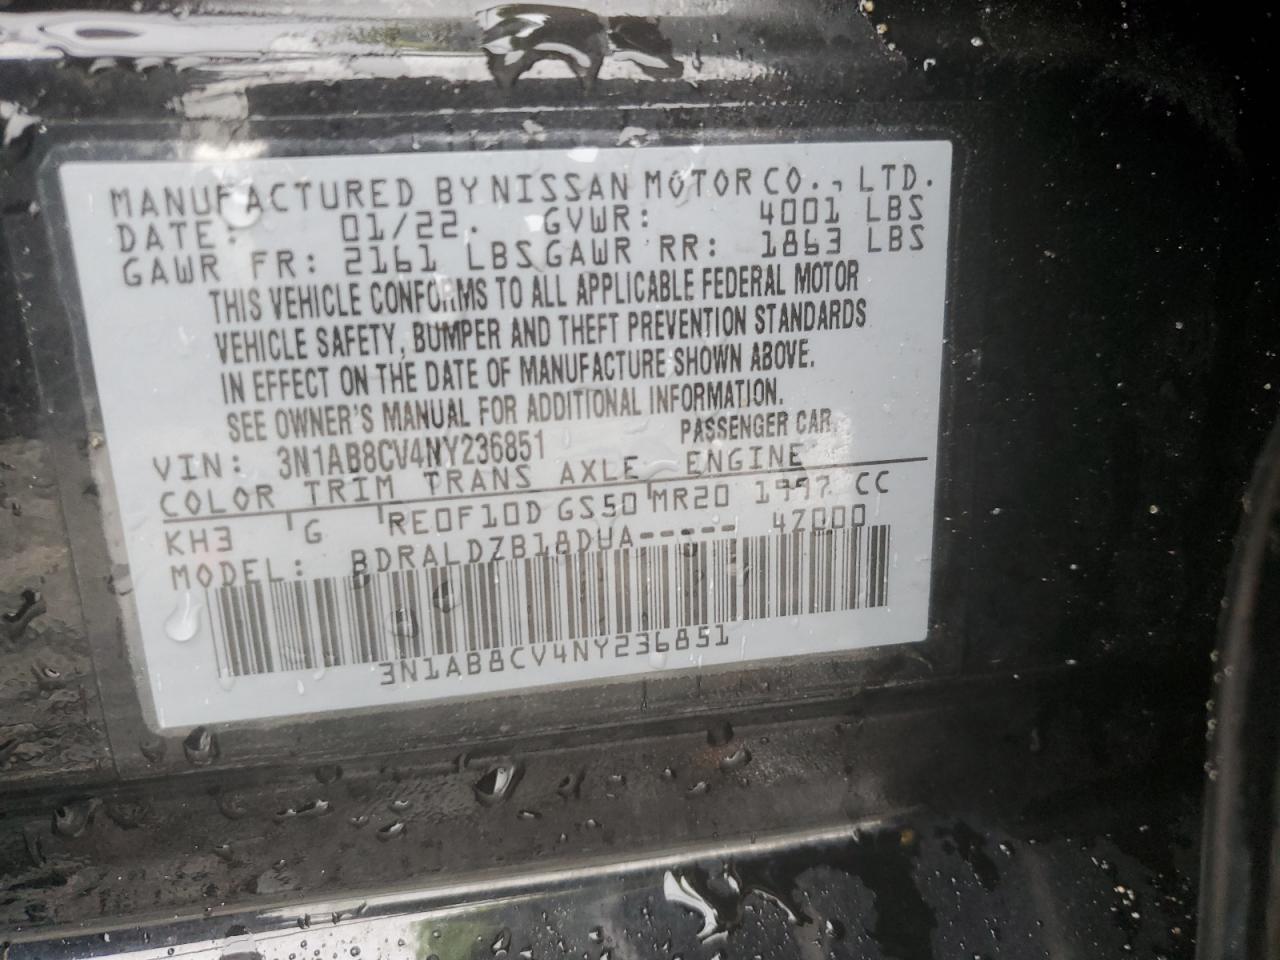 MANUFACTURED BY NISSAN MOTOR CO., LTD.
DATE: 01/22. GVWR: 4001 LBS
GAWR FR: 2161 LBS GAWR RR: 1863 LBS
THIS VEHICLE CONFORMS TO ALL APPLICABLE FEDERAL MOTOR
VEHICLE SAFETY, BUMPER AND THEFT PREVENTION STANDARDS
IN EFFECT ON THE DATE OF MANUFACTURE SHOWN ABOVE.
SEE OWNER'S MANUAL FOR ADDITIONAL INFORMATION.
VIN: 3N1AB8CV4NY236851 PASSENGER CAR
COLOR TRIM TRANS AXLE ENGINE
KH3 G RE0F10D GS50 MR20 1997 CC
MODEL: BDRALDZB18DUA----- 47000
3N1AB8CV4NY236851